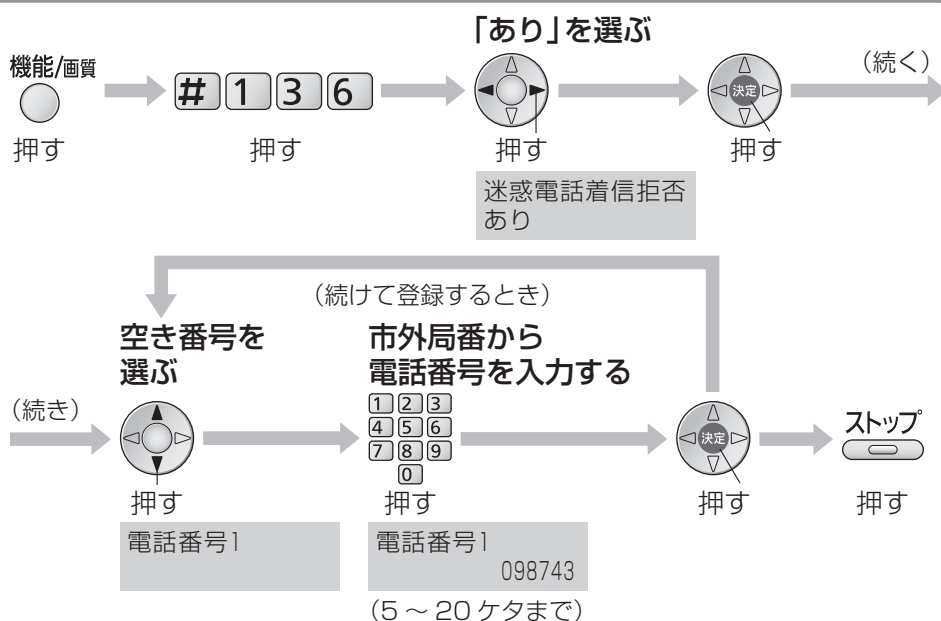 「あり」を選ぶ
機能/画質
(続く)
# 1 3 6
決定
押す
押す
押す
押す
迷惑電話着信拒否
あり
(続けて登録するとき)
空き番号を
選ぶ
市外局番から
電話番号を入力する
(続き)
1 2 3
4 5 6
7 8 9
0
決定
ストップ
押す
押す
押す
押す
電話番号1
電話番号1
098743
(5～20ケタまで)